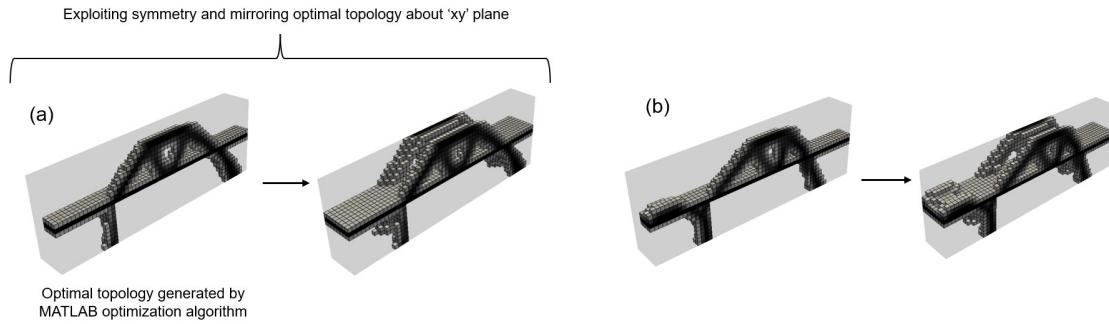 Exploiting symmetry and mirroring optimal topology about ‘xy’ plane
(a)
(b)
Optimal topology generated by
MATLAB optimization algorithm